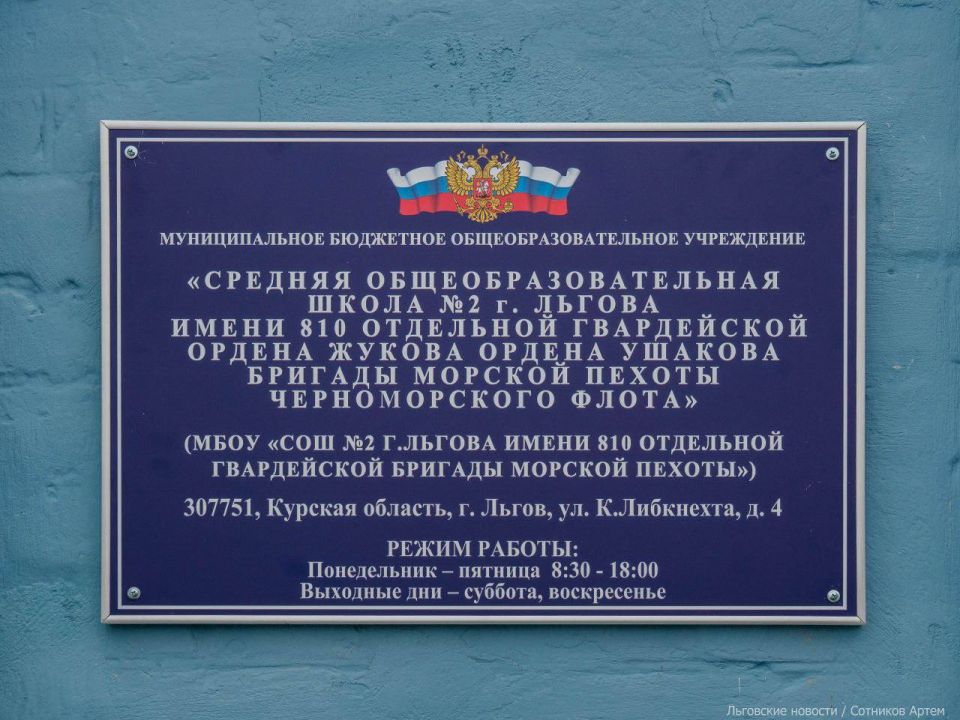 МУНИЦИПАЛЬНОЕ БЮДЖЕТНОЕ ОБЩЕОБРАЗОВАТЕЛЬНОЕ УЧРЕЖДЕНИЕ
«СРЕДНЯЯ ОБЩЕОБРАЗОВАТЕЛЬНАЯ
ШКОЛА №2 г. ЛЬГОВА
ИМЕНИ 810 ОТДЕЛЬНОЙ ГВАРДЕЙСКОЙ
ОРДЕНА ЖУКОВА ОРДЕНА УШАКОВА
БРИГАДЫ МОРСКОЙ ПЕХОТЫ
ЧЕРНОМОРСКОГО ФЛОТА»
(МБОУ «СОШ №2 Г.ЛЬГОВА ИМЕНИ 810 ОТДЕЛЬНОЙ
ГВАРДЕЙСКОЙ БРИГАДЫ МОРСКОЙ ПЕХОТЫ»)
307751, Курская область, г. Льгов, ул. К.Либкнехта, д. 4
РЕЖИМ РАБОТЫ:
Понедельник – пятница 8:30 - 18:00
Выходные дни – суббота, воскресенье
Льговские новости / Сотников Артем